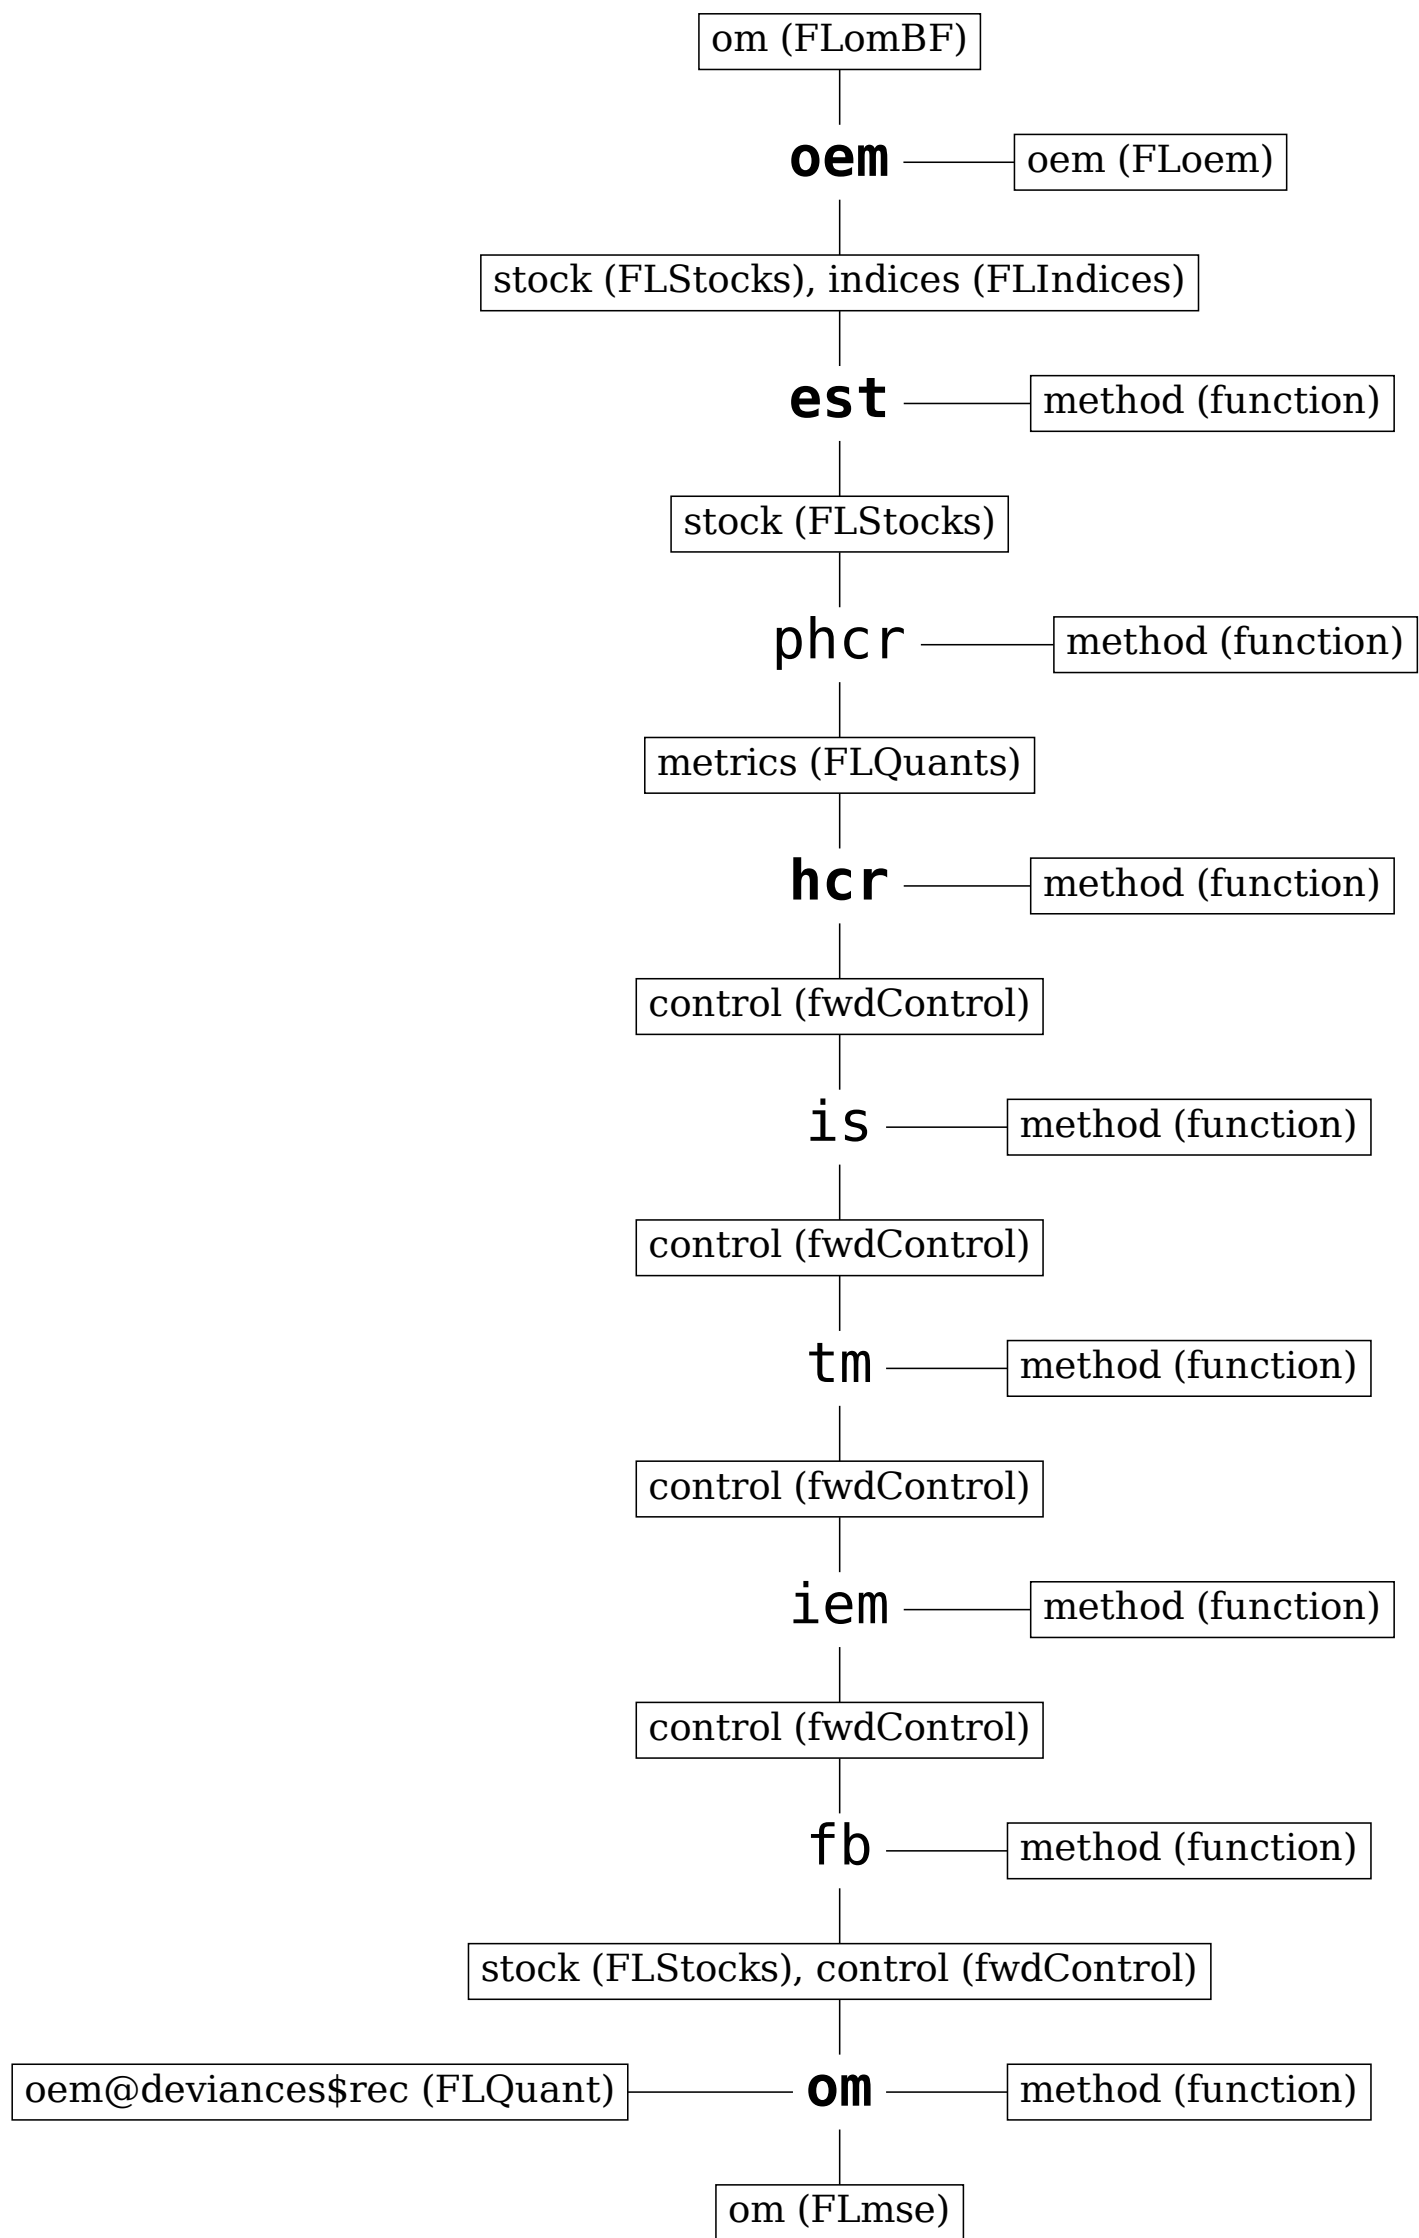 om (FLomBF)
oem
oem (FLoem)
stock (FLStocks), indices (FLIndices)
est
method (function)
stock (FLStocks)
phcr
method (function)
metrics (FLQuants)
hcr
method (function)
control (fwdControl)
is
method (function)
control (fwdControl)
tm
method (function)
control (fwdControl)
iem
method (function)
control (fwdControl)
fb
method (function)
stock (FLStocks), control (fwdControl)
oem@deviances$rec (FLQuant)
om
method (function)
om (FLmse)